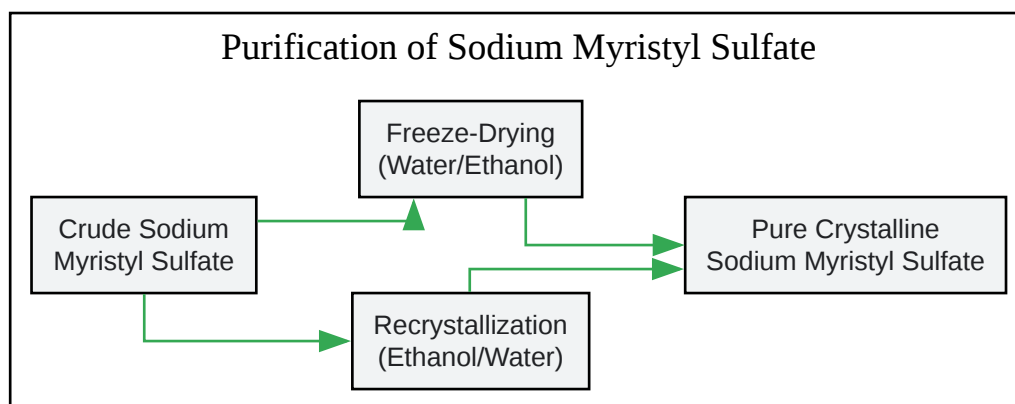 Purification of Sodium Myristyl Sulfate
Freeze-Drying
(Water/Ethanol)
Crude Sodium
Myristyl Sulfate
Pure Crystalline
Sodium Myristyl Sulfate
Recrystallization
(Ethanol/Water)